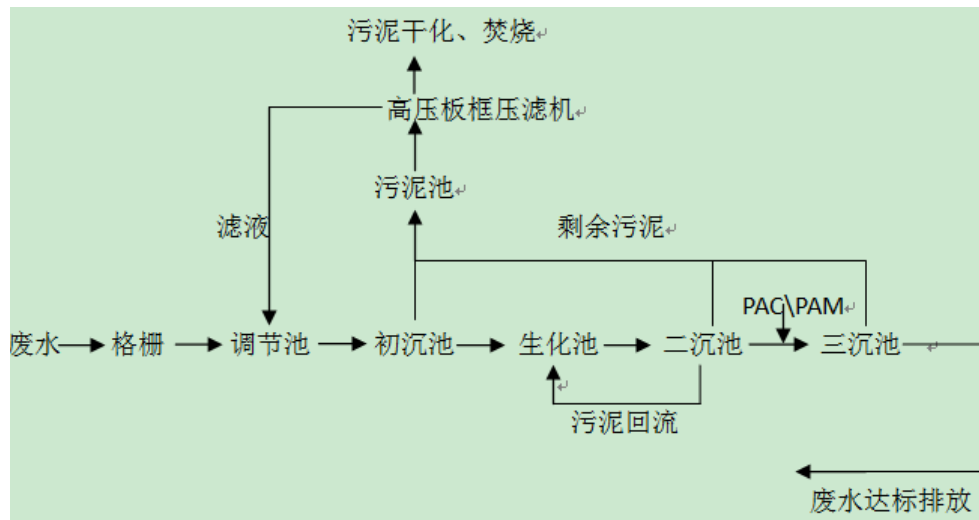 污泥干化、焚烧
高压板框压滤机
污泥池
滤液
剩余污泥
PAC\PAM
废水
格栅
调节池
初沉池
生化池
二沉池
三沉池
污泥回流
废水达标排放